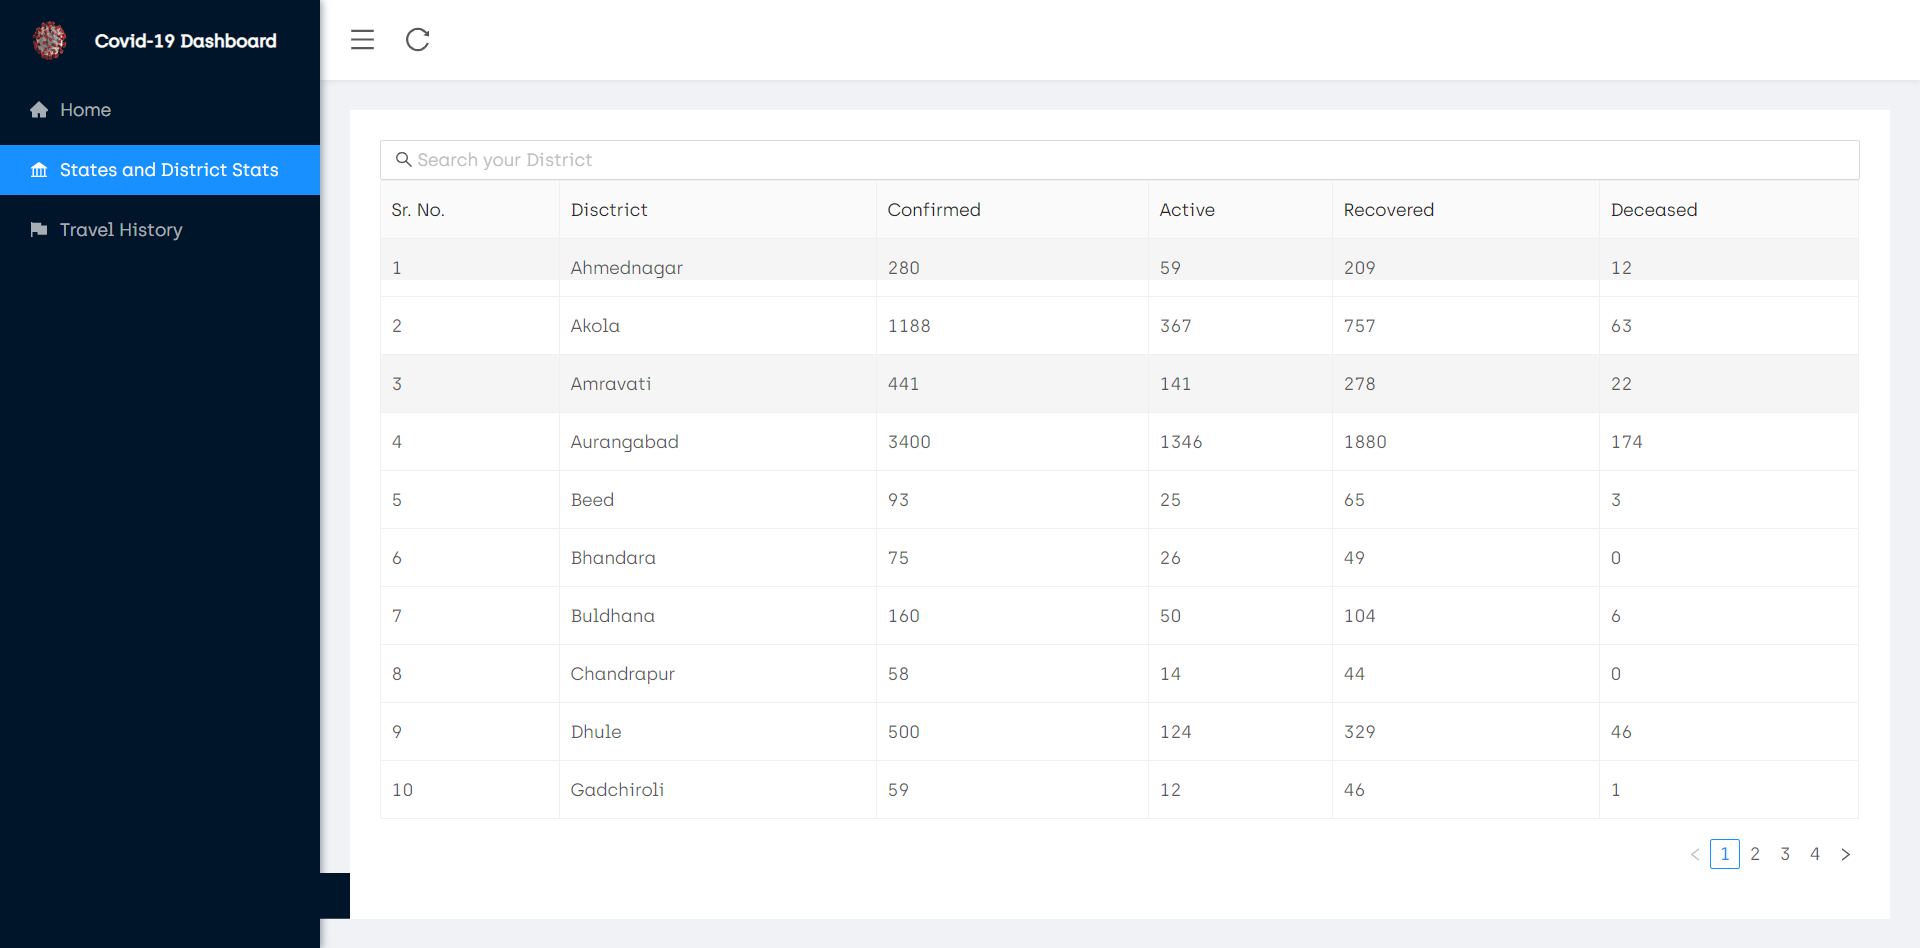 Covid-19 Dashboard
Home
States and District Stats
Travel History
Search your District
Sr. No. Disctrict Confirmed Active Recovered Deceased
1 Ahmednagar 280 59 209 12
2 Akola 1188 367 757 63
3 Amravati 441 141 278 22
4 Aurangabad 3400 1346 1880 174
5 Beed 93 25 65 3
6 Bhandara 75 26 49 0
7 Buldhana 160 50 104 6
8 Chandrapur 58 14 44 0
9 Dhule 500 124 329 46
10 Gadchiroli 59 12 46 1
< 1 2 3 4 >